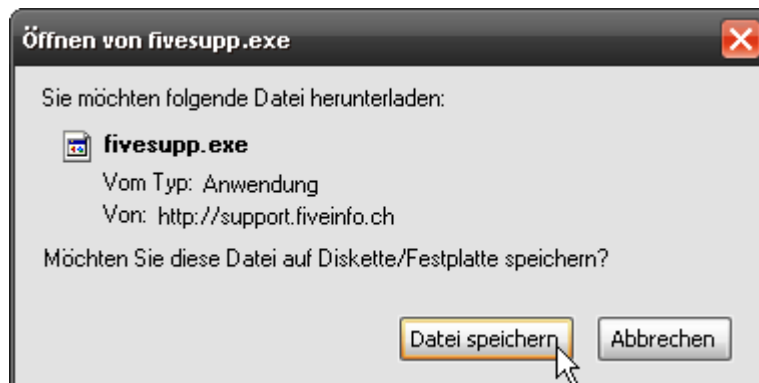 Öffnen von fivesupp.exe
Sie möchten folgende Datei herunterladen:
fivesupp.exe
Vom Typ: Anwendung
Von: http://support.fiveinfo.ch
Möchten Sie diese Datei auf Diskette/Festplatte speichern?
Datei speichern Abbrechen